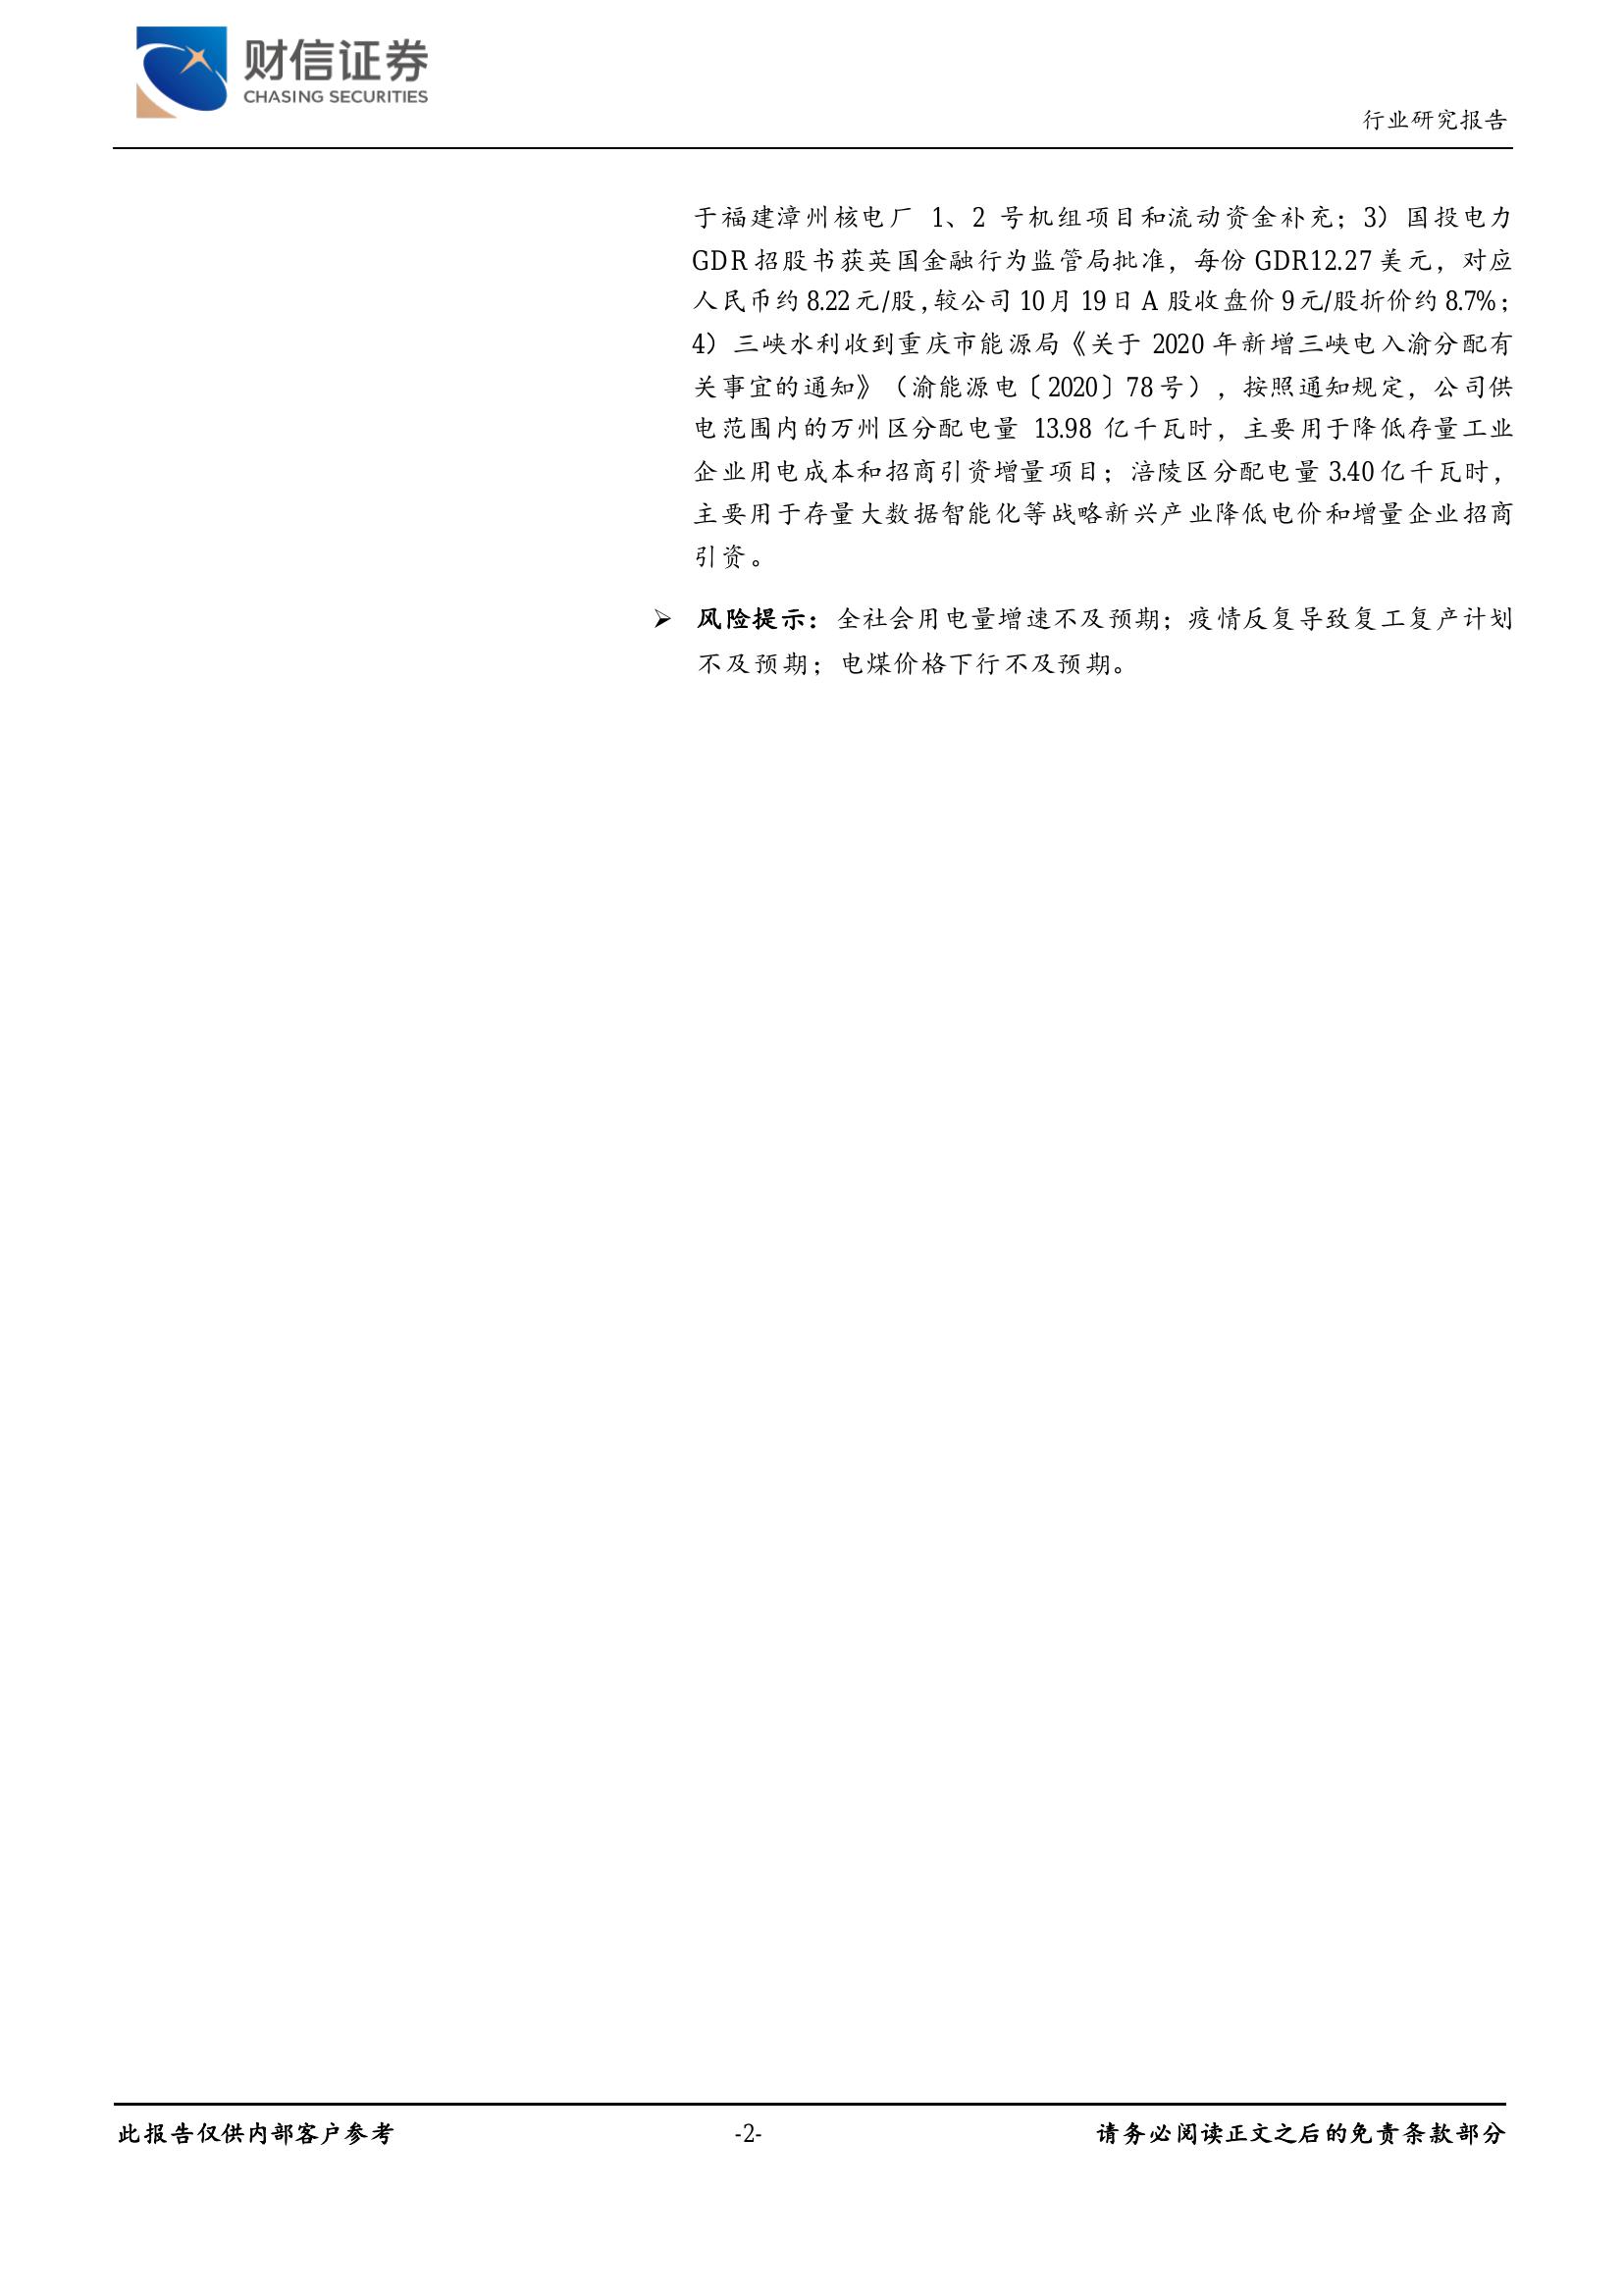 财信证券
CHASING SECURITIES
行业研究报告
于福建漳州核电厂 1、2 号机组项目和流动资金补充；3）国投电力
GDR 招股书获英国金融行为监管局批准，每份 GDR12.27 美元，对应
人民币约 8.22 元/股，较公司 10 月 19 日 A 股收盘价 9 元/股折价约 8.7%；
4）三峡水利收到重庆市能源局《关于 2020 年新增三峡电入渝分配有
关事宜的通知》（渝能源电〔2020〕78 号），按照通知规定，公司供
电范围内的万州区分配电量 13.98 亿千瓦时，主要用于降低存量工业
企业用电成本和招商引资增量项目；涪陵区分配电量 3.40 亿千瓦时，
主要用于存量大数据智能化等战略新兴产业降低电价和增量企业招商
引资。
➢ 风险提示：全社会用电量增速不及预期；疫情反复导致复工复产计划
不及预期；电煤价格下行不及预期。
此报告仅供内部客户参考
-2-
请务必阅读正文之后的免责条款部分